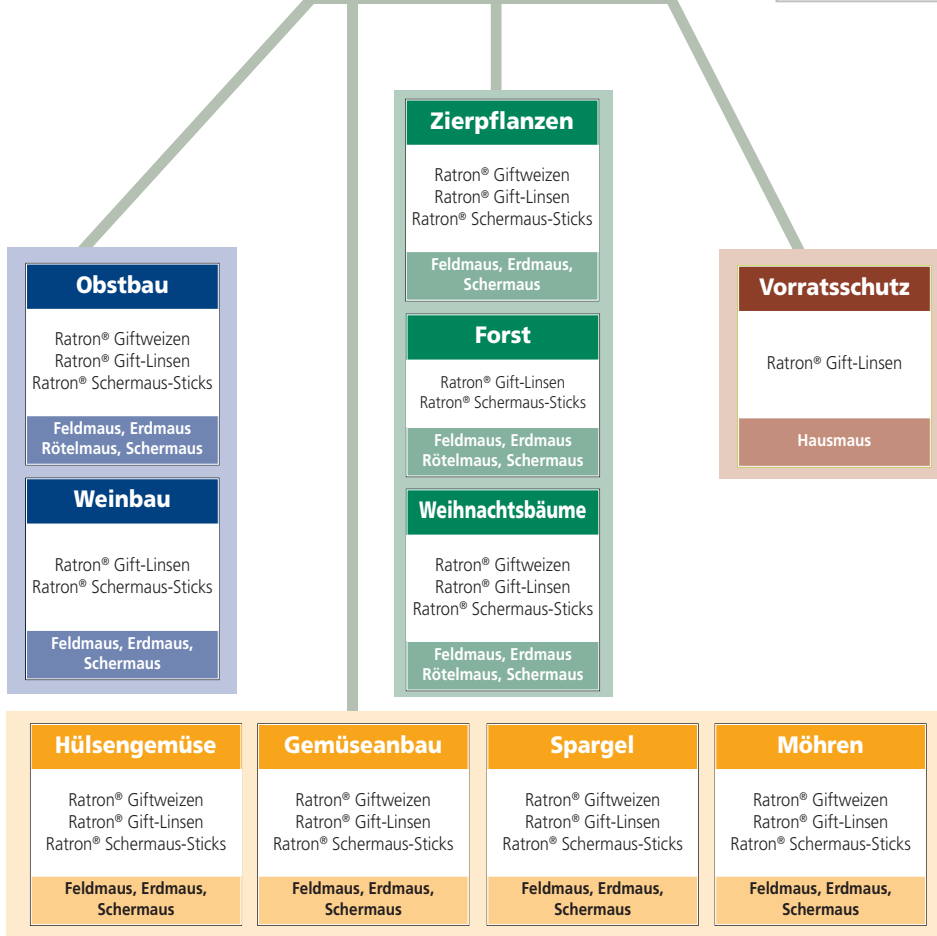 Zierpflanzen
Ratron® Giftweizen
Ratron® Gift-Linsen
Ratron® Schermaus-Sticks
Feldmaus, Erdmaus,
Schermaus
Forst
Ratron® Gift-Linsen
Ratron® Schermaus-Sticks
Feldmaus, Erdmaus
Rötelmaus, Schermaus
Weihnachtsbäume
Ratron® Giftweizen
Ratron® Gift-Linsen
Ratron® Schermaus-Sticks
Feldmaus, Erdmaus
Rötelmaus, Schermaus
Obstbau
Ratron® Giftweizen
Ratron® Gift-Linsen
Ratron® Schermaus-Sticks
Feldmaus, Erdmaus
Rötelmaus, Schermaus
Weinbau
Ratron® Gift-Linsen
Ratron® Schermaus-Sticks
Feldmaus, Erdmaus,
Schermaus
Vorratsschutz
Ratron® Gift-Linsen
Hausmaus
Hülsengemüse
Ratron® Giftweizen
Ratron® Gift-Linsen
Ratron® Schermaus-Sticks
Feldmaus, Erdmaus,
Schermaus
Gemüseanbau
Ratron® Giftweizen
Ratron® Gift-Linsen
Ratron® Schermaus-Sticks
Feldmaus, Erdmaus,
Schermaus
Spargel
Ratron® Giftweizen
Ratron® Gift-Linsen
Ratron® Schermaus-Sticks
Feldmaus, Erdmaus,
Schermaus
Möhren
Ratron® Giftweizen
Ratron® Gift-Linsen
Ratron® Schermaus-Sticks
Feldmaus, Erdmaus,
Schermaus